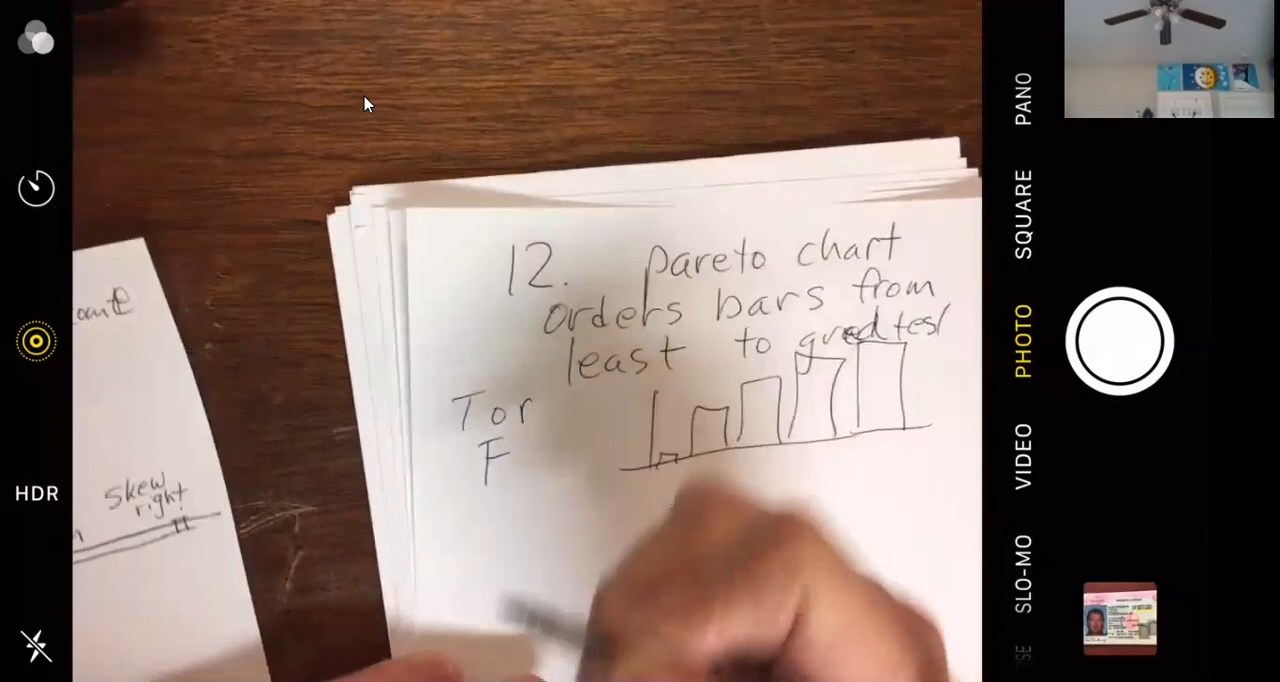 12. pareto chart
orders bars from
least to greatest
T or
F
skew
right
HDR
PANO
SQUARE
PHOTO
VIDEO
SLO-MO
SE